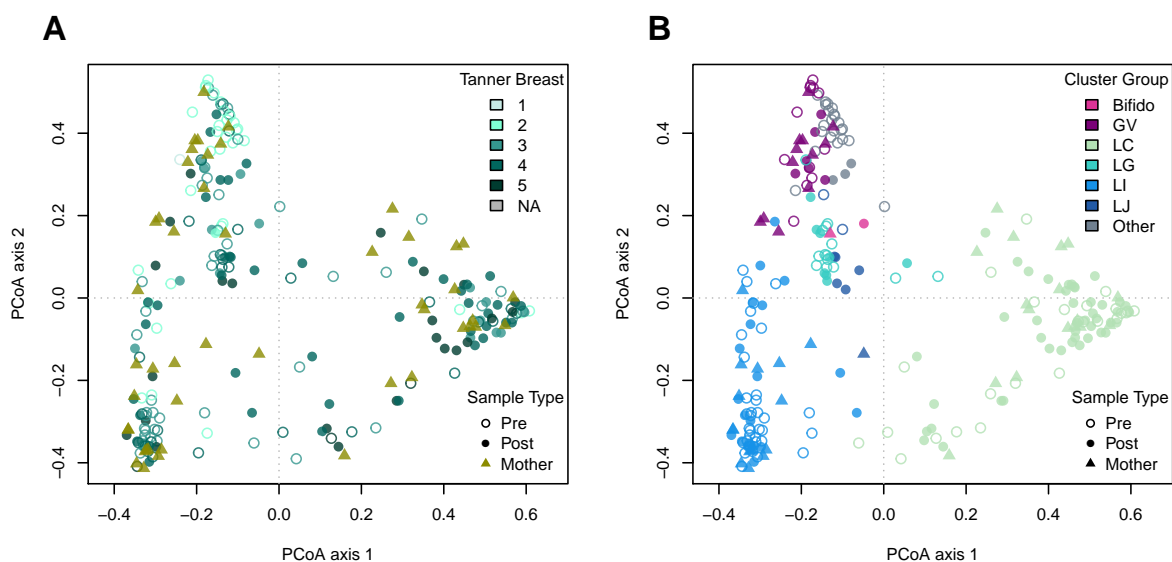 A
Tanner Breast
1
2
3
4
5
NA
Sample Type
Pre
Post
Mother
PCoA axis 2
0.4
0.2
0.0
−0.2
−0.4
−0.4
−0.2
0.0
0.2
0.4
0.6
PCoA axis 1
B
Cluster Group
Bifido
GV
LC
LG
LI
LJ
Other
Sample Type
Pre
Post
Mother
PCoA axis 2
0.4
0.2
0.0
−0.2
−0.4
−0.4
−0.2
0.0
0.2
0.4
0.6
PCoA axis 1